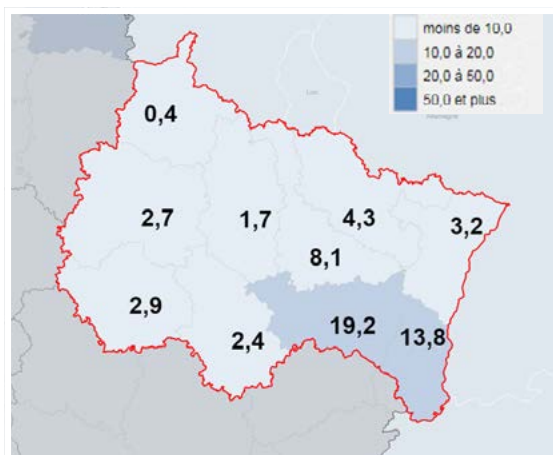 moins de 10,0
10,0 à 20,0
20,0 à 50,0
50,0 et plus
Allemagne
0,4
2,7
1,7
4,3
3,2
8,1
2,9
2,4
19,2
13,8